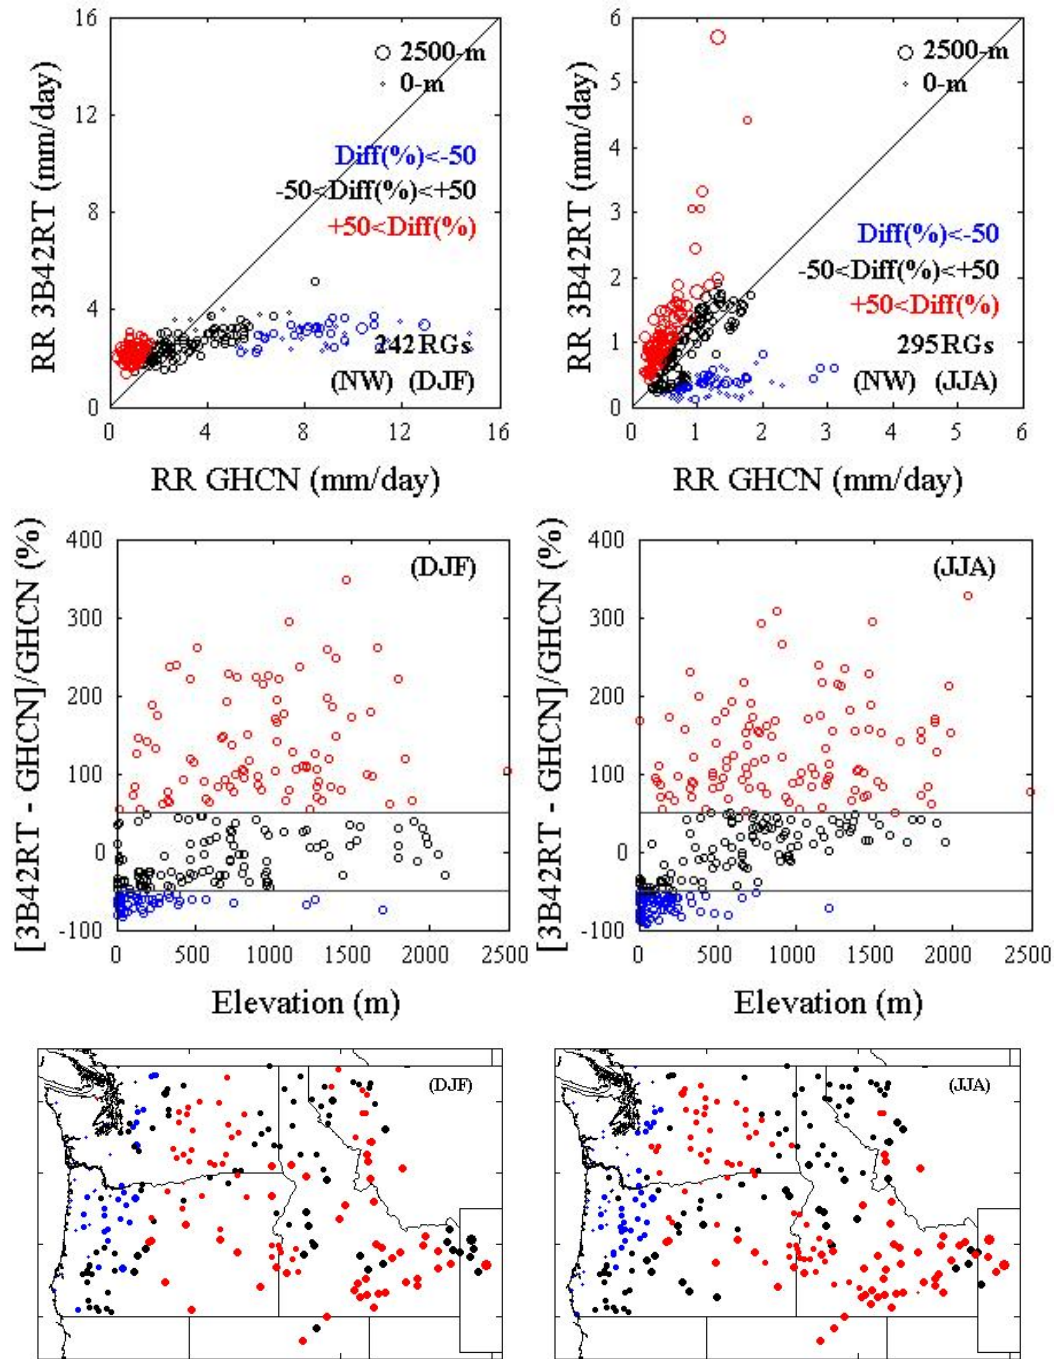 16
12
8
4
0
0
4
8
12
16
RR 3B42RT (mm/day)
RR GHCN (mm/day)
2500-m
0-m
Diff(%)<-50
-50<Diff(%)<+50
+50<Diff(%)
242RGs
(NW) (DJF)
6
5
4
3
2
1
0
0
1
2
3
4
5
6
RR 3B42RT (mm/day)
RR GHCN (mm/day)
2500-m
0-m
Diff(%)<-50
-50<Diff(%)<+50
+50<Diff(%)
295RGs
(NW) (JJA)
400
300
200
100
0
-100
0
500
1000
1500
2000
2500
[3B42RT - GHCN]/GHCN (%)
Elevation (m)
(DJF)
400
300
200
100
0
-100
0
500
1000
1500
2000
2500
[3B42RT - GHCN]/GHCN (%)
Elevation (m)
(JJA)
(DJF)
(JJA)